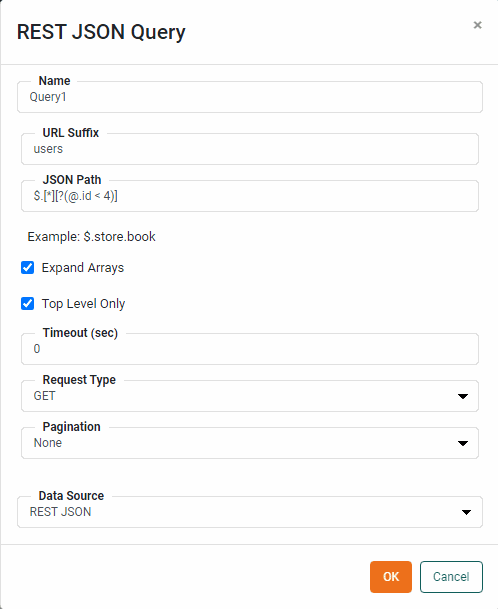 REST JSON Query
×
Name
Query1
URL Suffix
users
JSON Path
$.[*][?(@.id < 4)]
Example: $.store.book
Expand Arrays
Top Level Only
Timeout (sec)
0
Request Type
GET
Pagination
None
Data Source
REST JSON
OK
Cancel